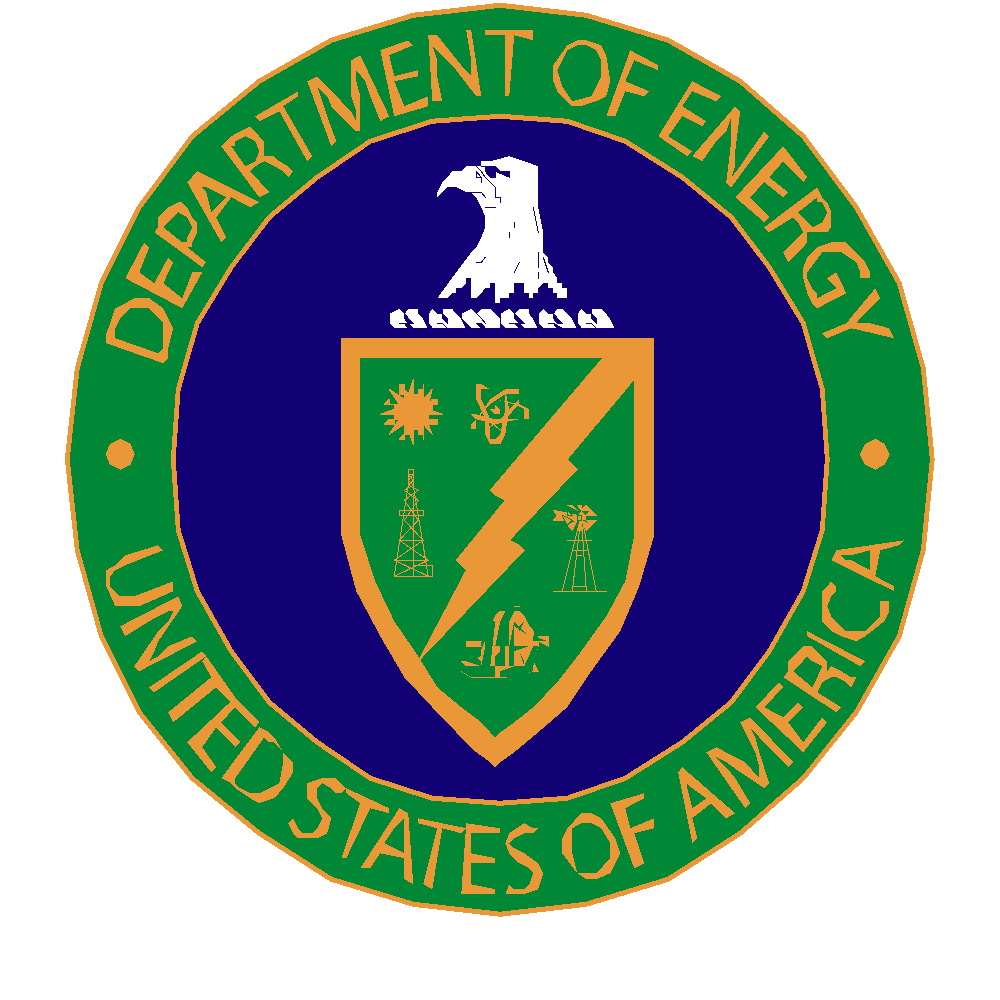 DEPARTMENT OF ENERGY
UNITED STATES OF AMERICA